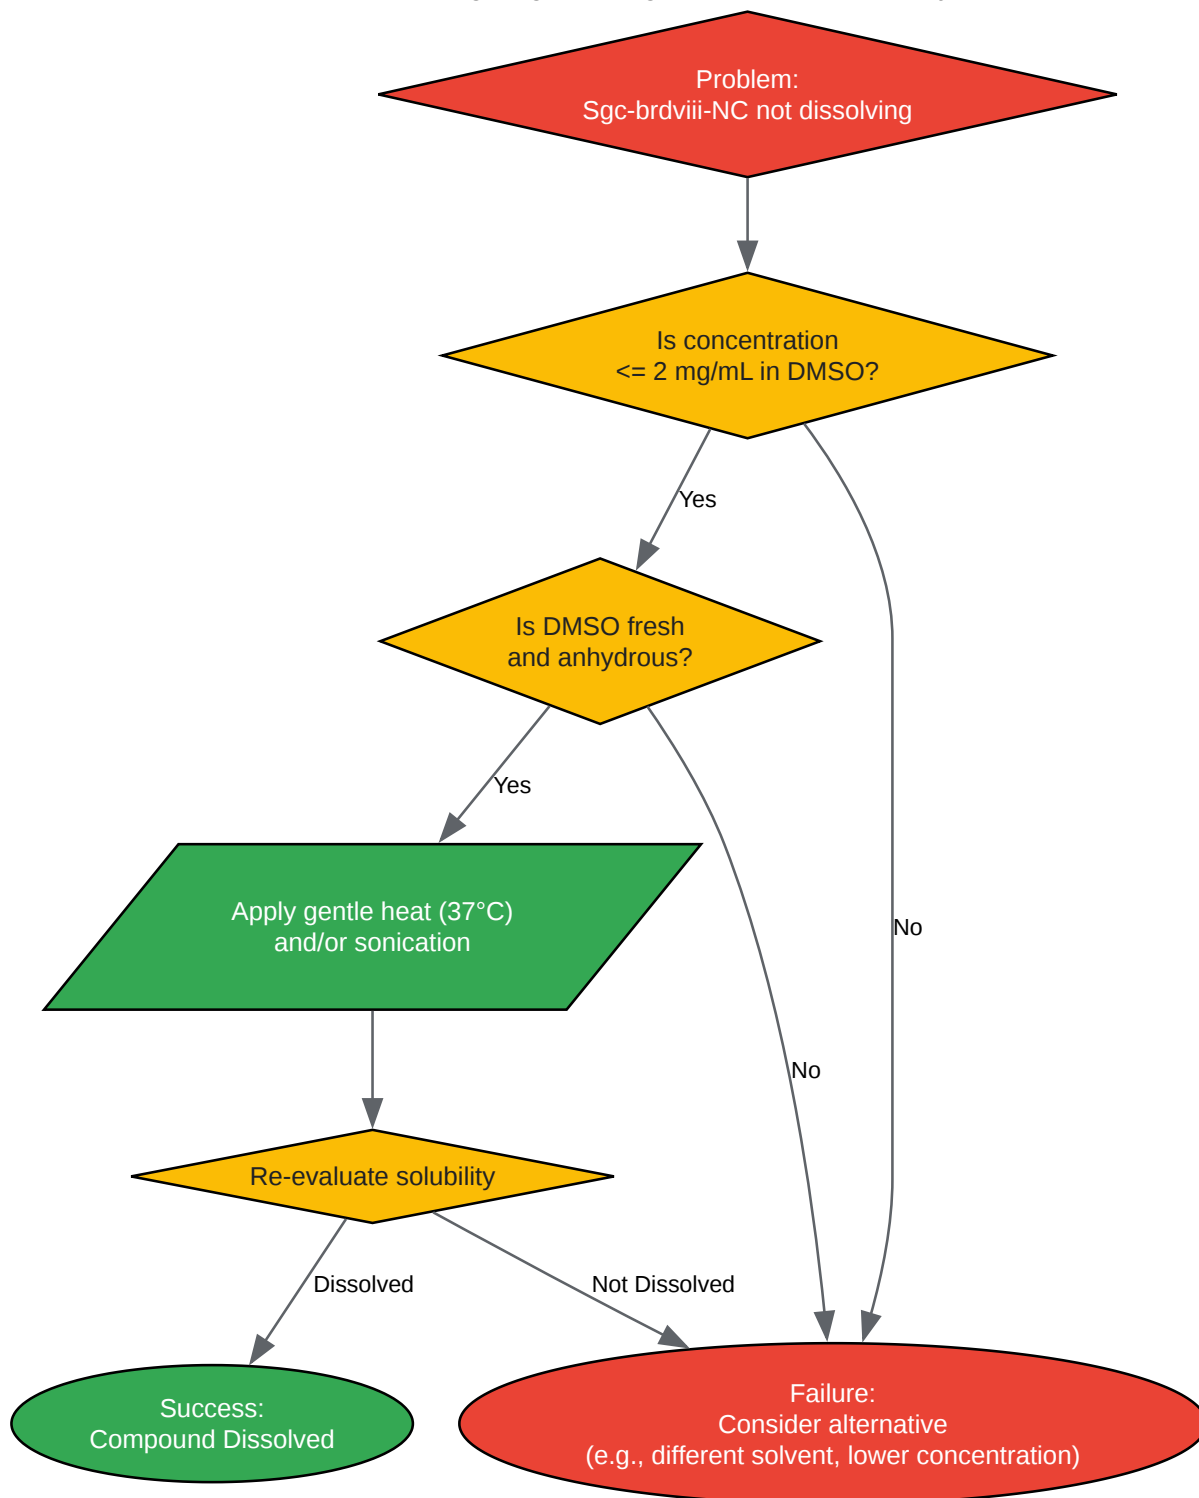 Problem:
Sgc-brdviii-NC not dissolving
Is concentration
<= 2 mg/mL in DMSO?
Yes
Is DMSO fresh
and anhydrous?
Yes
Apply gentle heat (37°C)
and/or sonication
No
No
Re-evaluate solubility
Dissolved
Not Dissolved
Success:
Compound Dissolved
Failure:
Consider alternative
(e.g., different solvent, lower concentration)